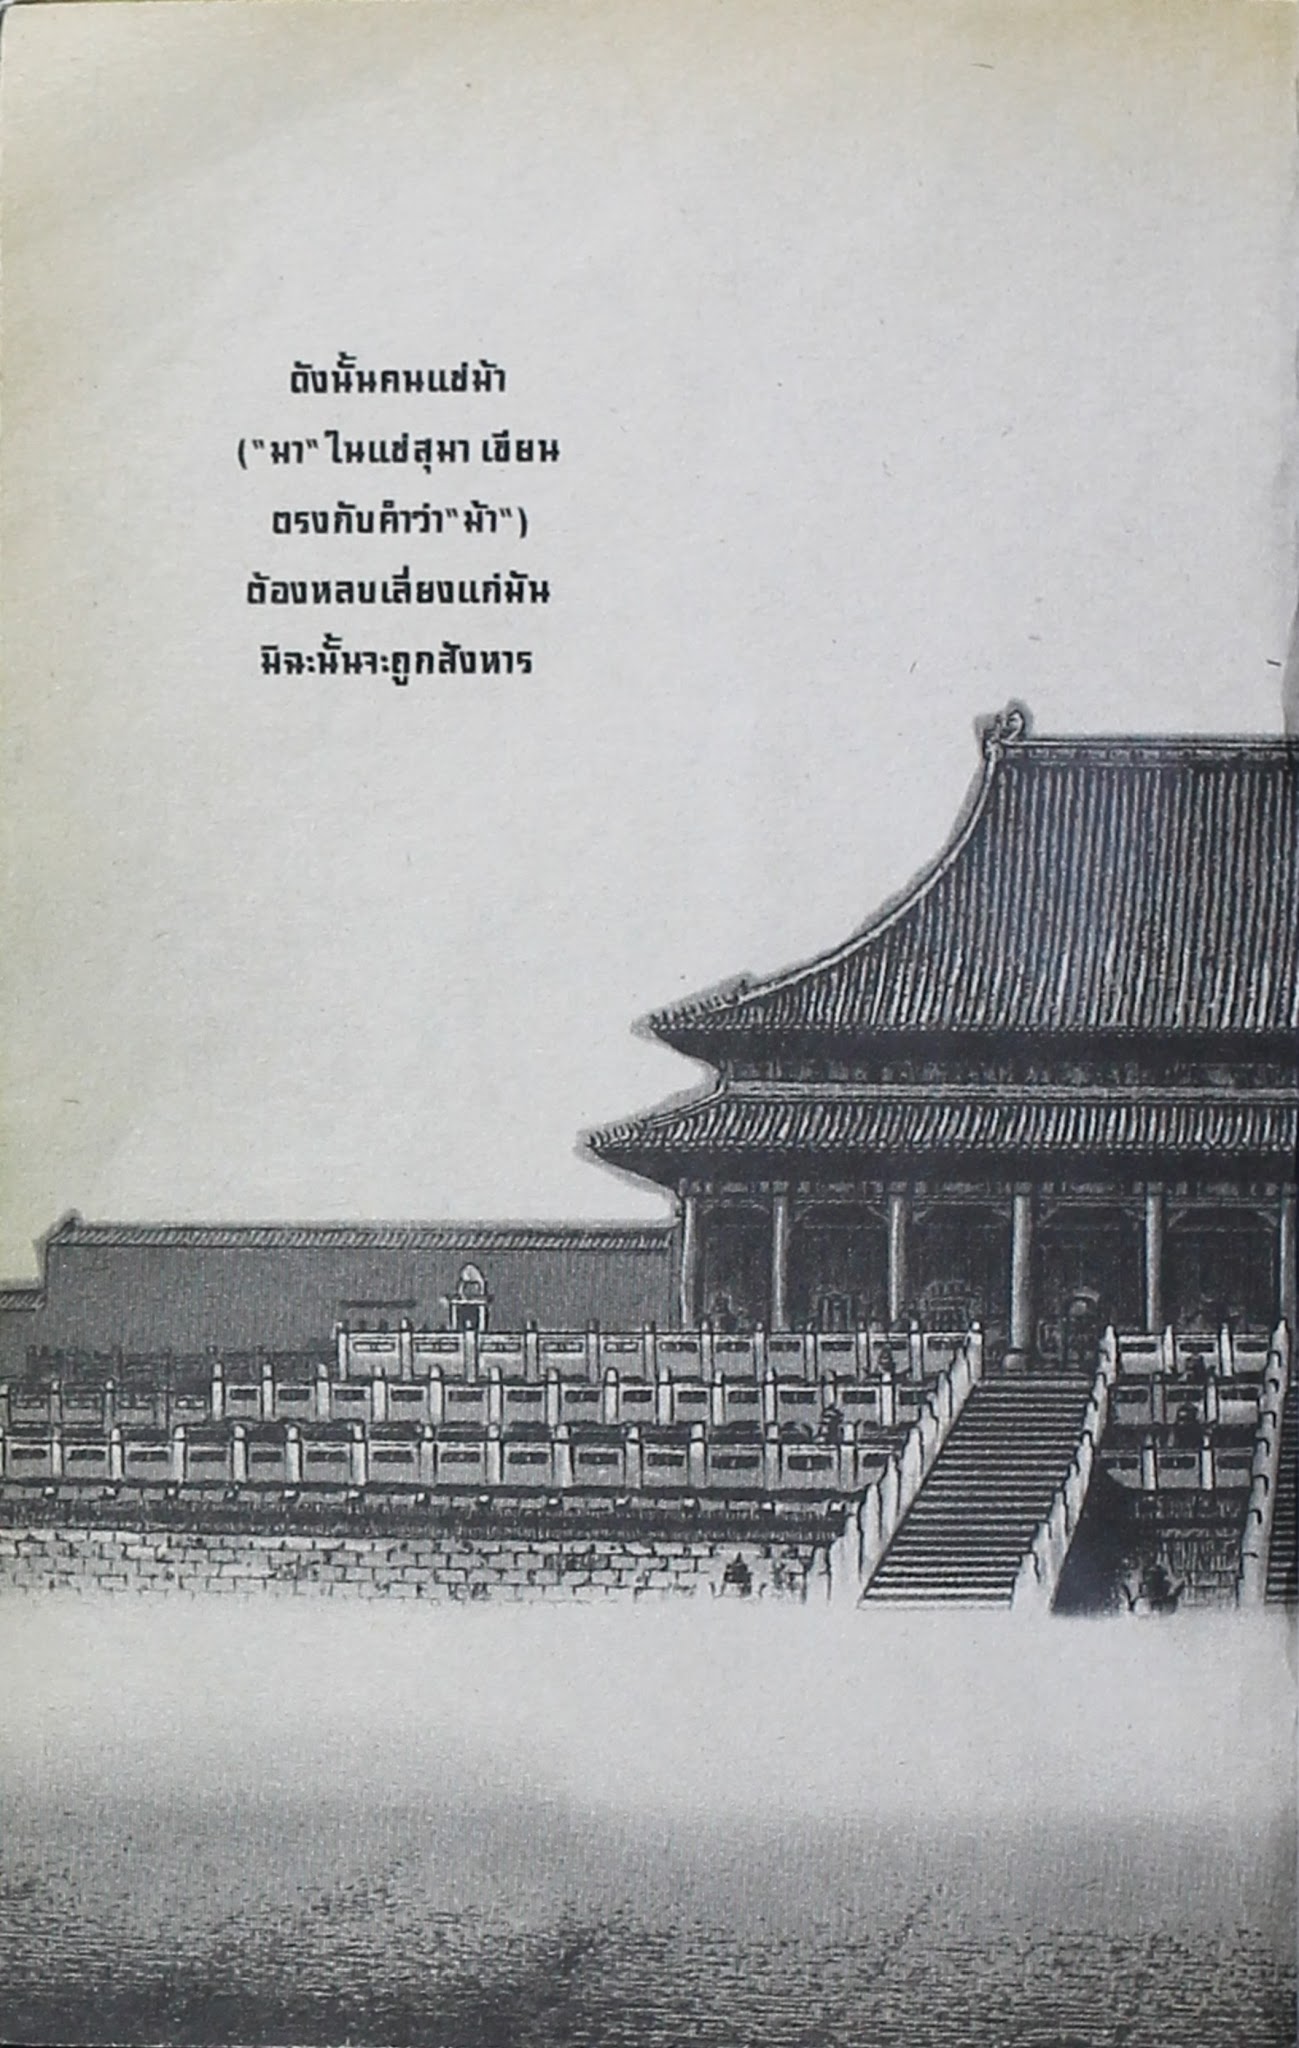 ดังนั้นคนแซ่ม้า
("มา" ในแซ่สุมา เขียน
ตรงกับคำว่า"ม้า")
ต้องหลบเลี่ยงแก่มัน
มิฉะนั้นจะถูกสังหาร